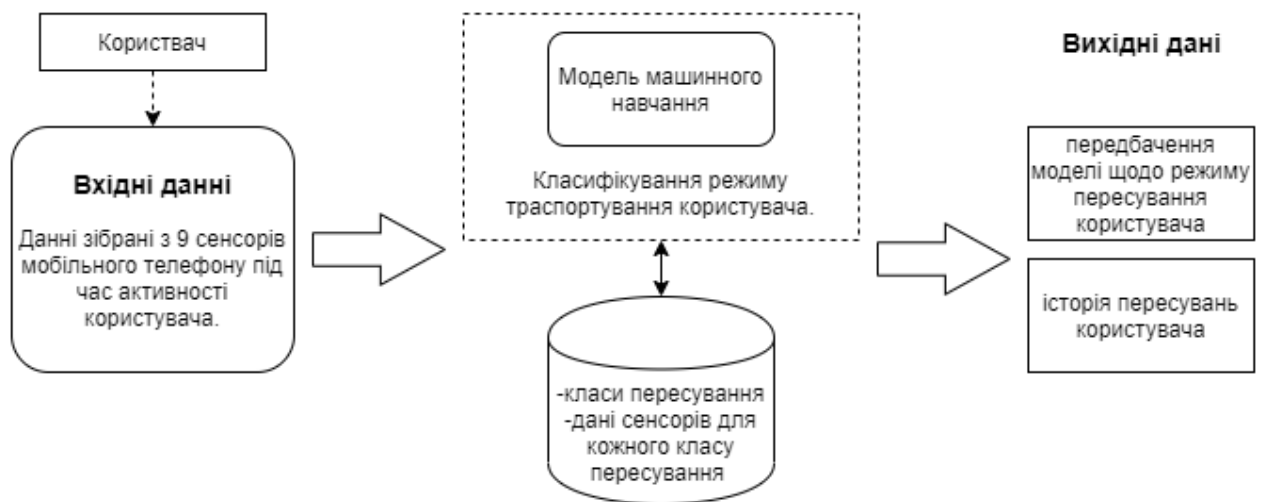 Користвач
Вхідні данні
Данні зібрані з 9 сенсорів
мобільного телефону під
час активності
користувача.
Модель машинного
навчання
Класифікування режиму
траспортування користувача.
-класи пересування
-дані сенсорів для
кожного класу
пересування
Вихідні дані
передбачення
моделі щодо режиму
пересування
користувача
історія пересувань
користувача